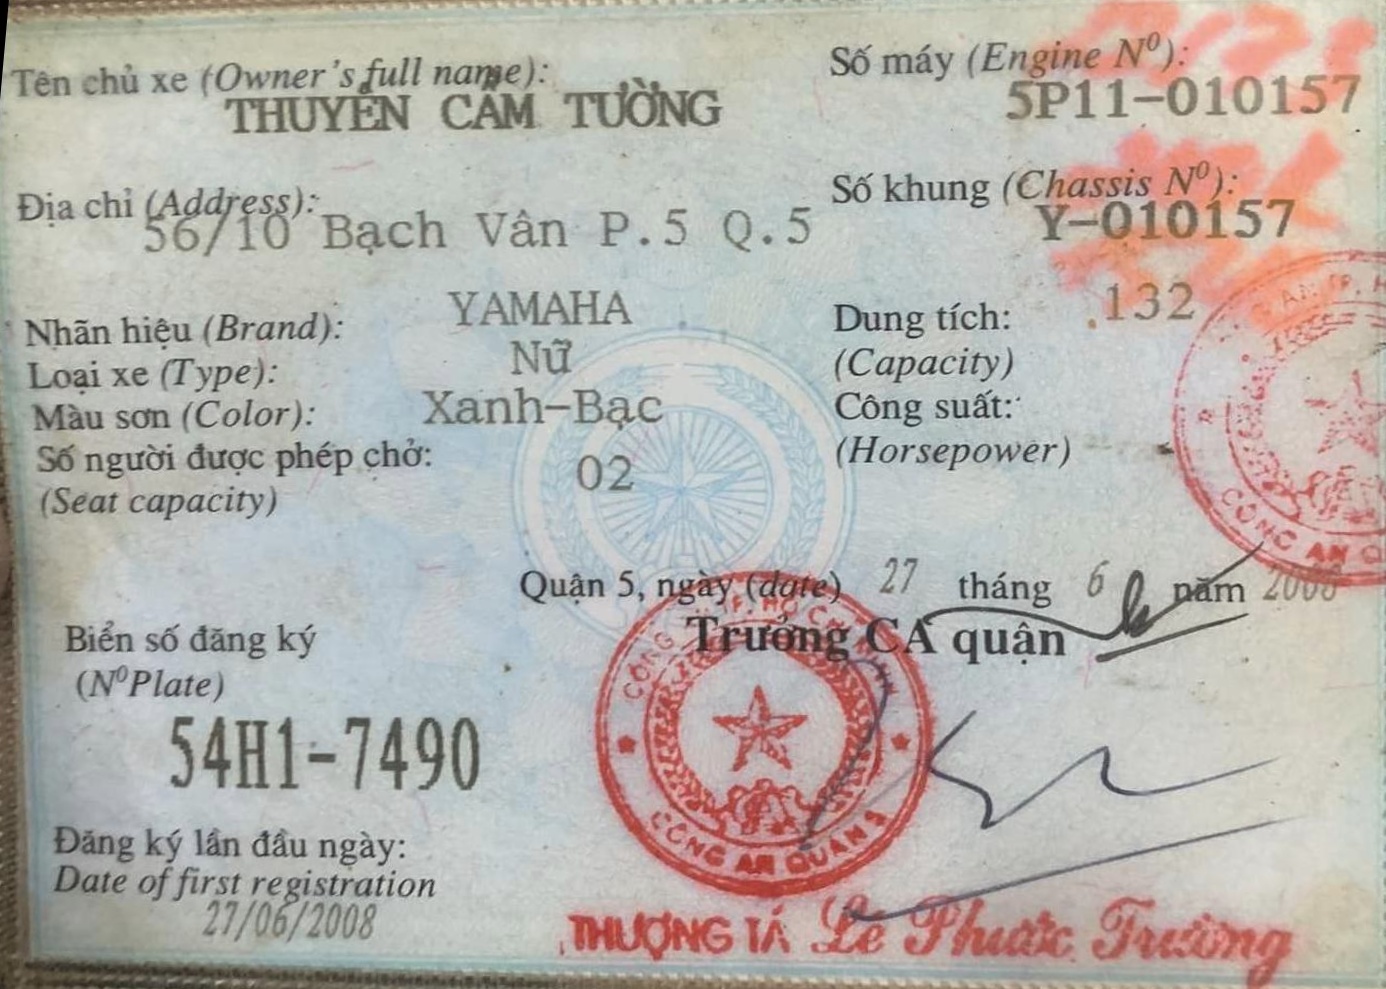 Tên chủ xe (Owner's full name):
THUYỀN CẨM TƯỜNG
Số máy (Engine Nº):
5P11-010157
Địa chỉ (Address):
56/10 Bạch Vân P.5 Q.5
Số khung (Chassis Nº):
Y-010157
Nhãn hiệu (Brand): YAMAHA
Loại xe (Type): Nữ
Màu sơn (Color): Xanh-Bạc
Số người được phép chở: 02
(Seat capacity)
Dung tích: 132
(Capacity)
Công suất:
(Horsepower)
Quận 5, ngày (date) 27 tháng 6 năm 2008
Trưởng CA quận
Biển số đăng ký
(NºPlate)
54H1-7490
Đăng ký lần đầu ngày:
Date of first registration
27/06/2008
CÔNG AN QUẬN 5
THƯỢNG TÁ Lê Phước Trường